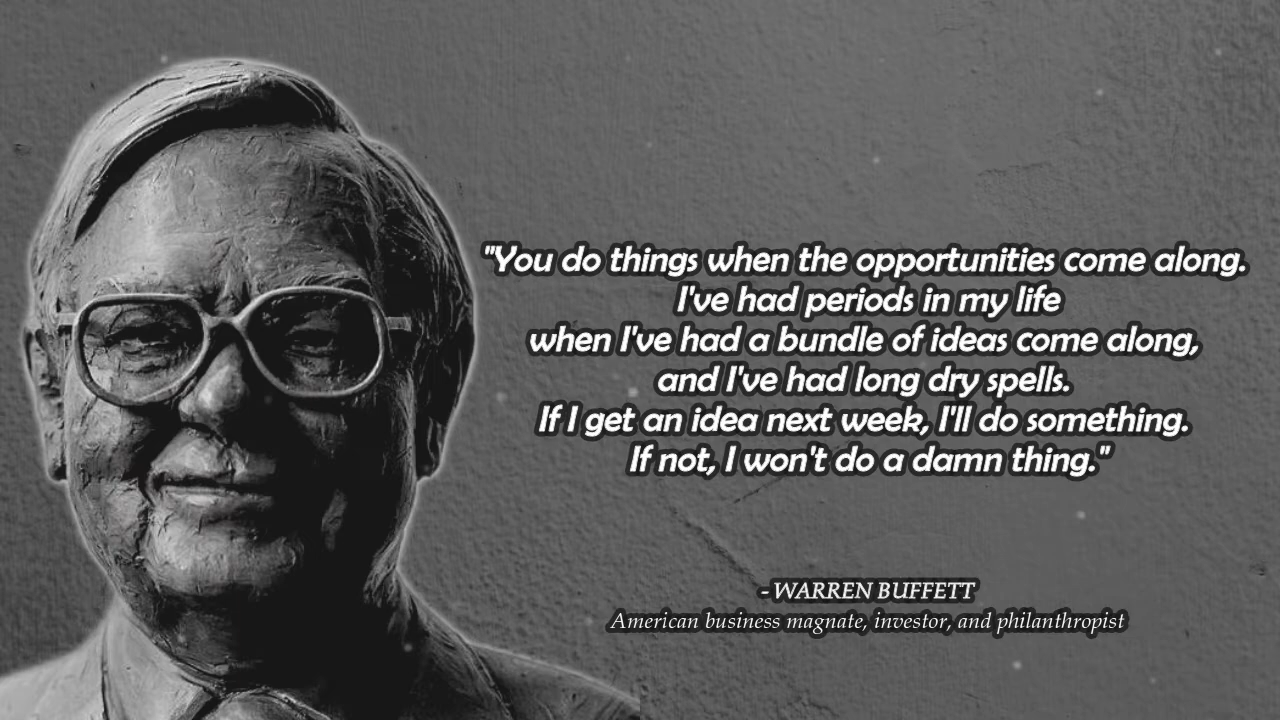 "You do things when the opportunities come along.
I've had periods in my life
when I've had a bundle of ideas come along,
and I've had long dry spells.
If I get an idea next week, I'll do something.
If not, I won't do a damn thing."
- WARREN BUFFETT
American business magnate, investor, and philanthropist